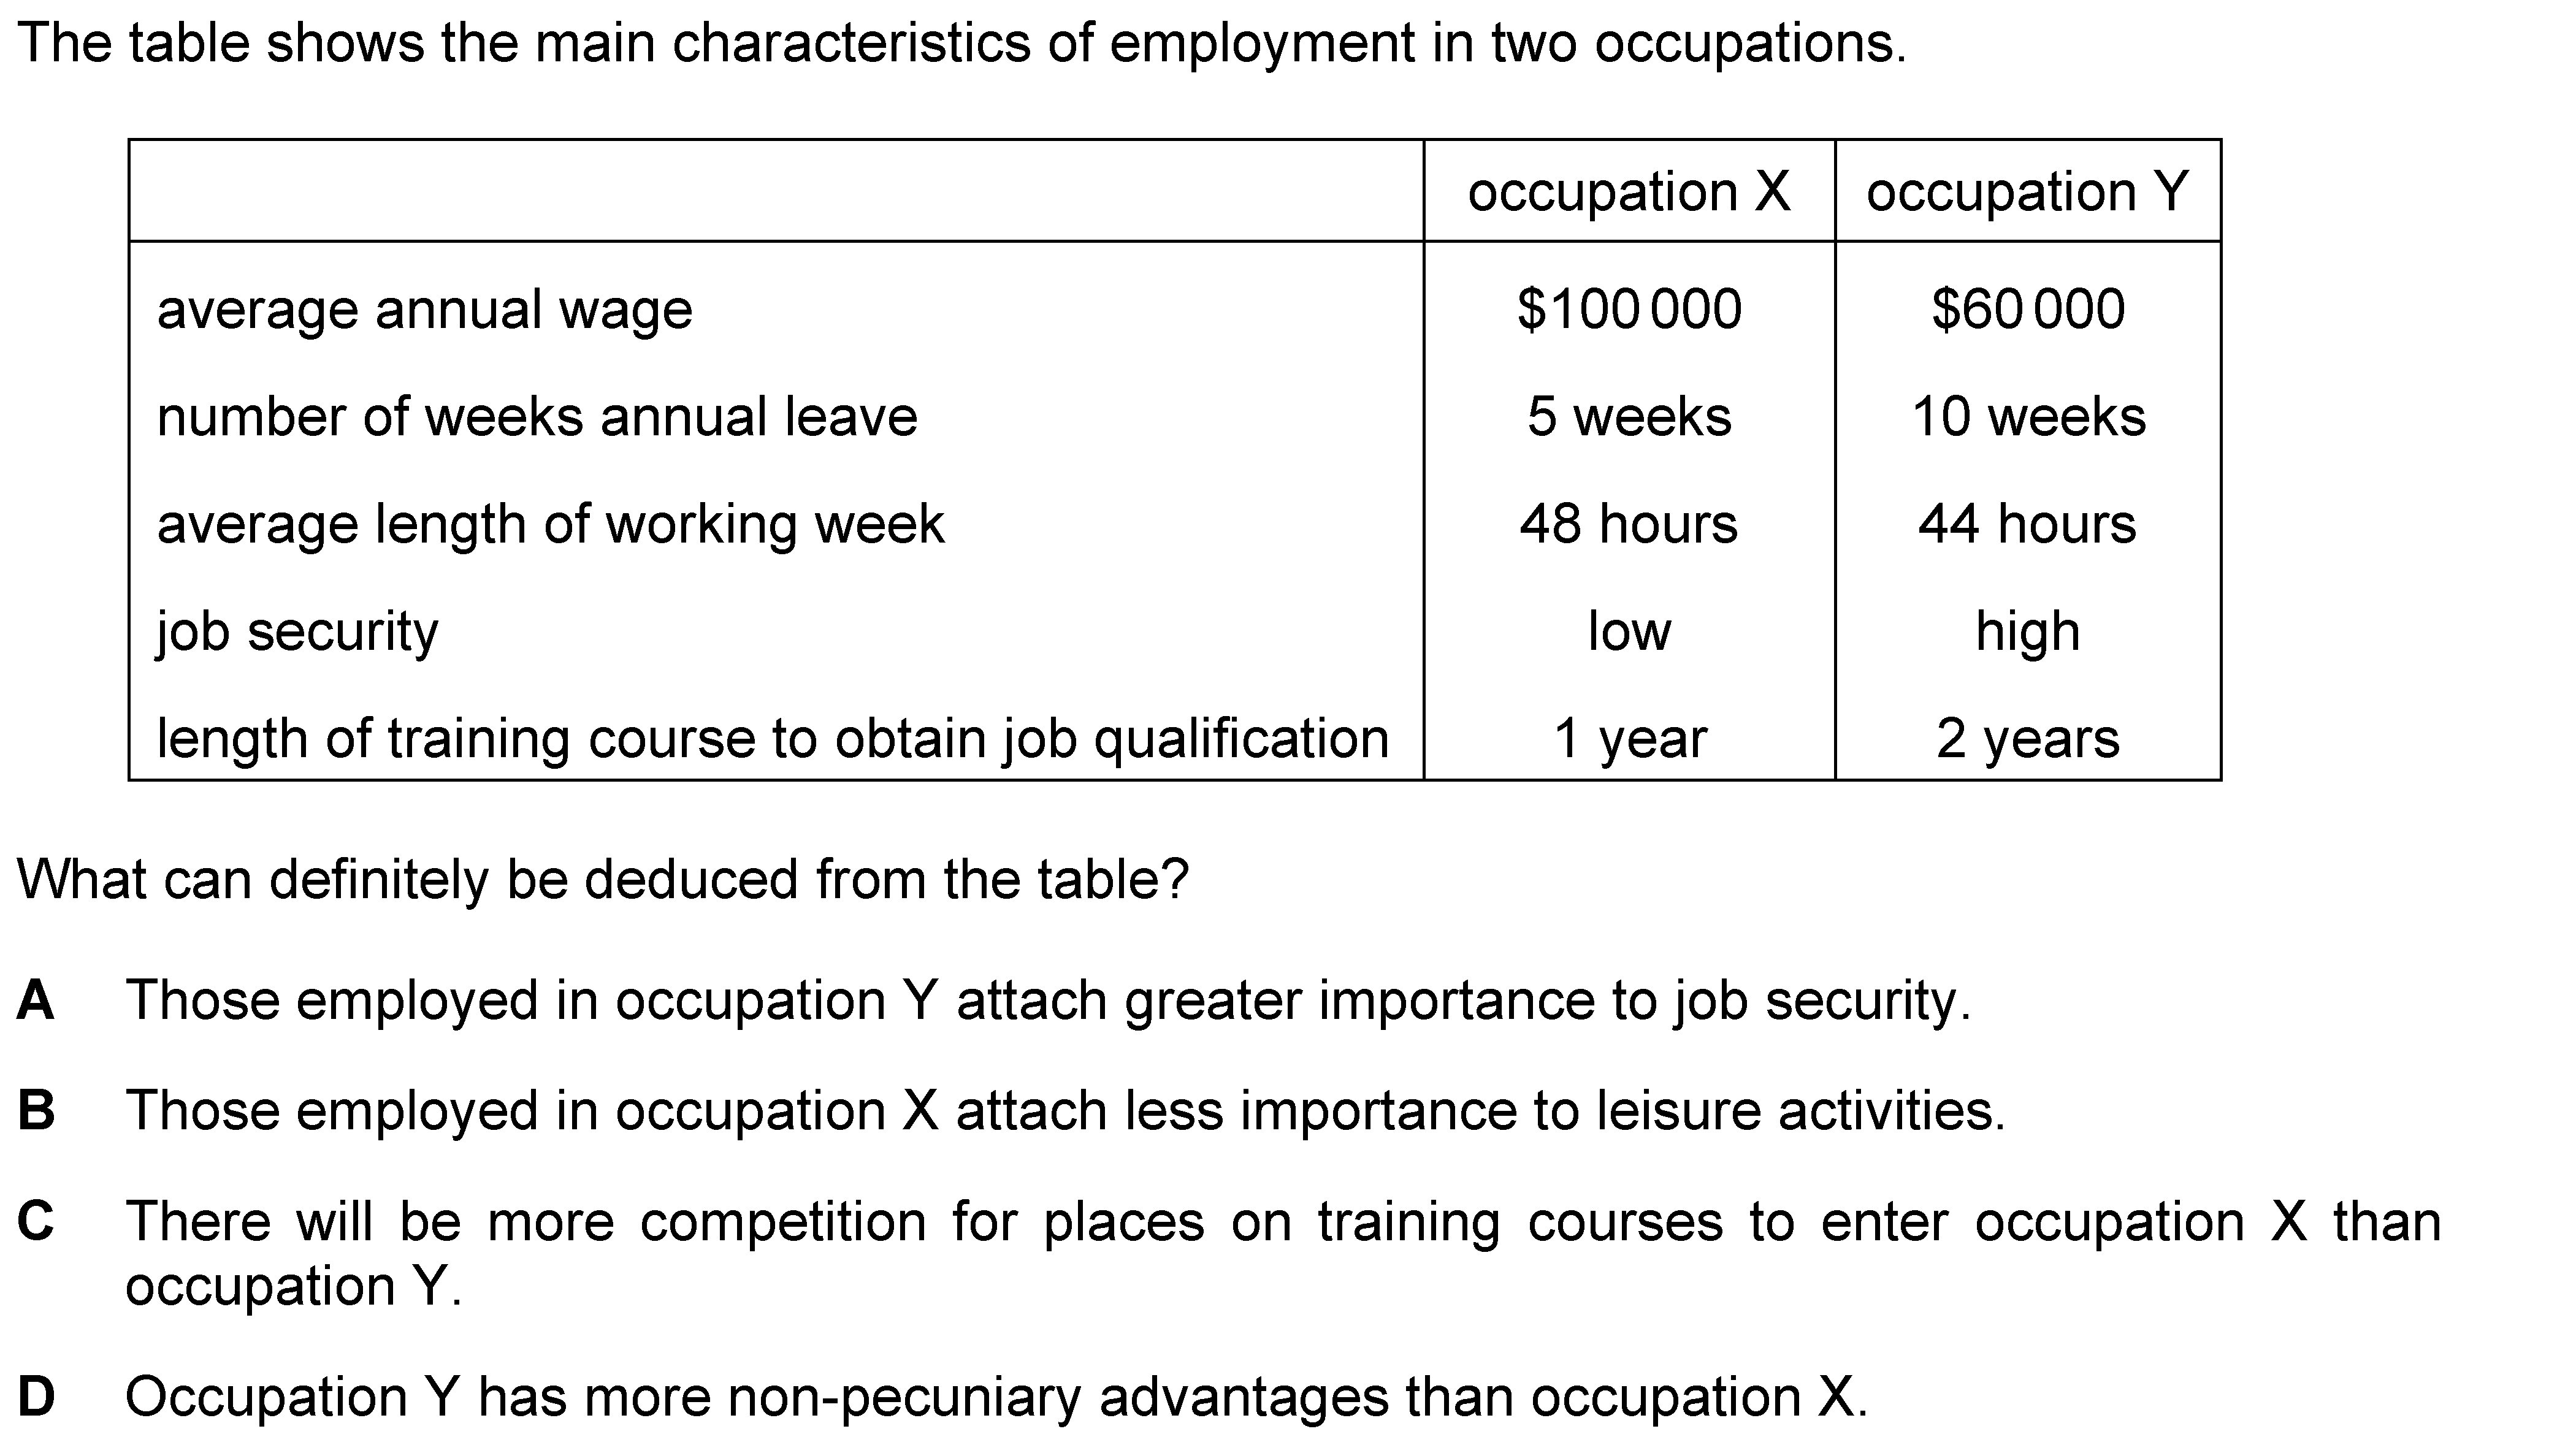 The table shows the main characteristics of employment in two occupations.
occupation X occupation Y
average annual wage $100 000 $60 000
number of weeks annual leave 5 weeks 10 weeks
average length of working week 48 hours 44 hours
job security low high
length of training course to obtain job qualification 1 year 2 years
What can definitely be deduced from the table?
A Those employed in occupation Y attach greater importance to job security.
B Those employed in occupation X attach less importance to leisure activities.
C There will be more competition for places on training courses to enter occupation X than
occupation Y.
D Occupation Y has more non-pecuniary advantages than occupation X.